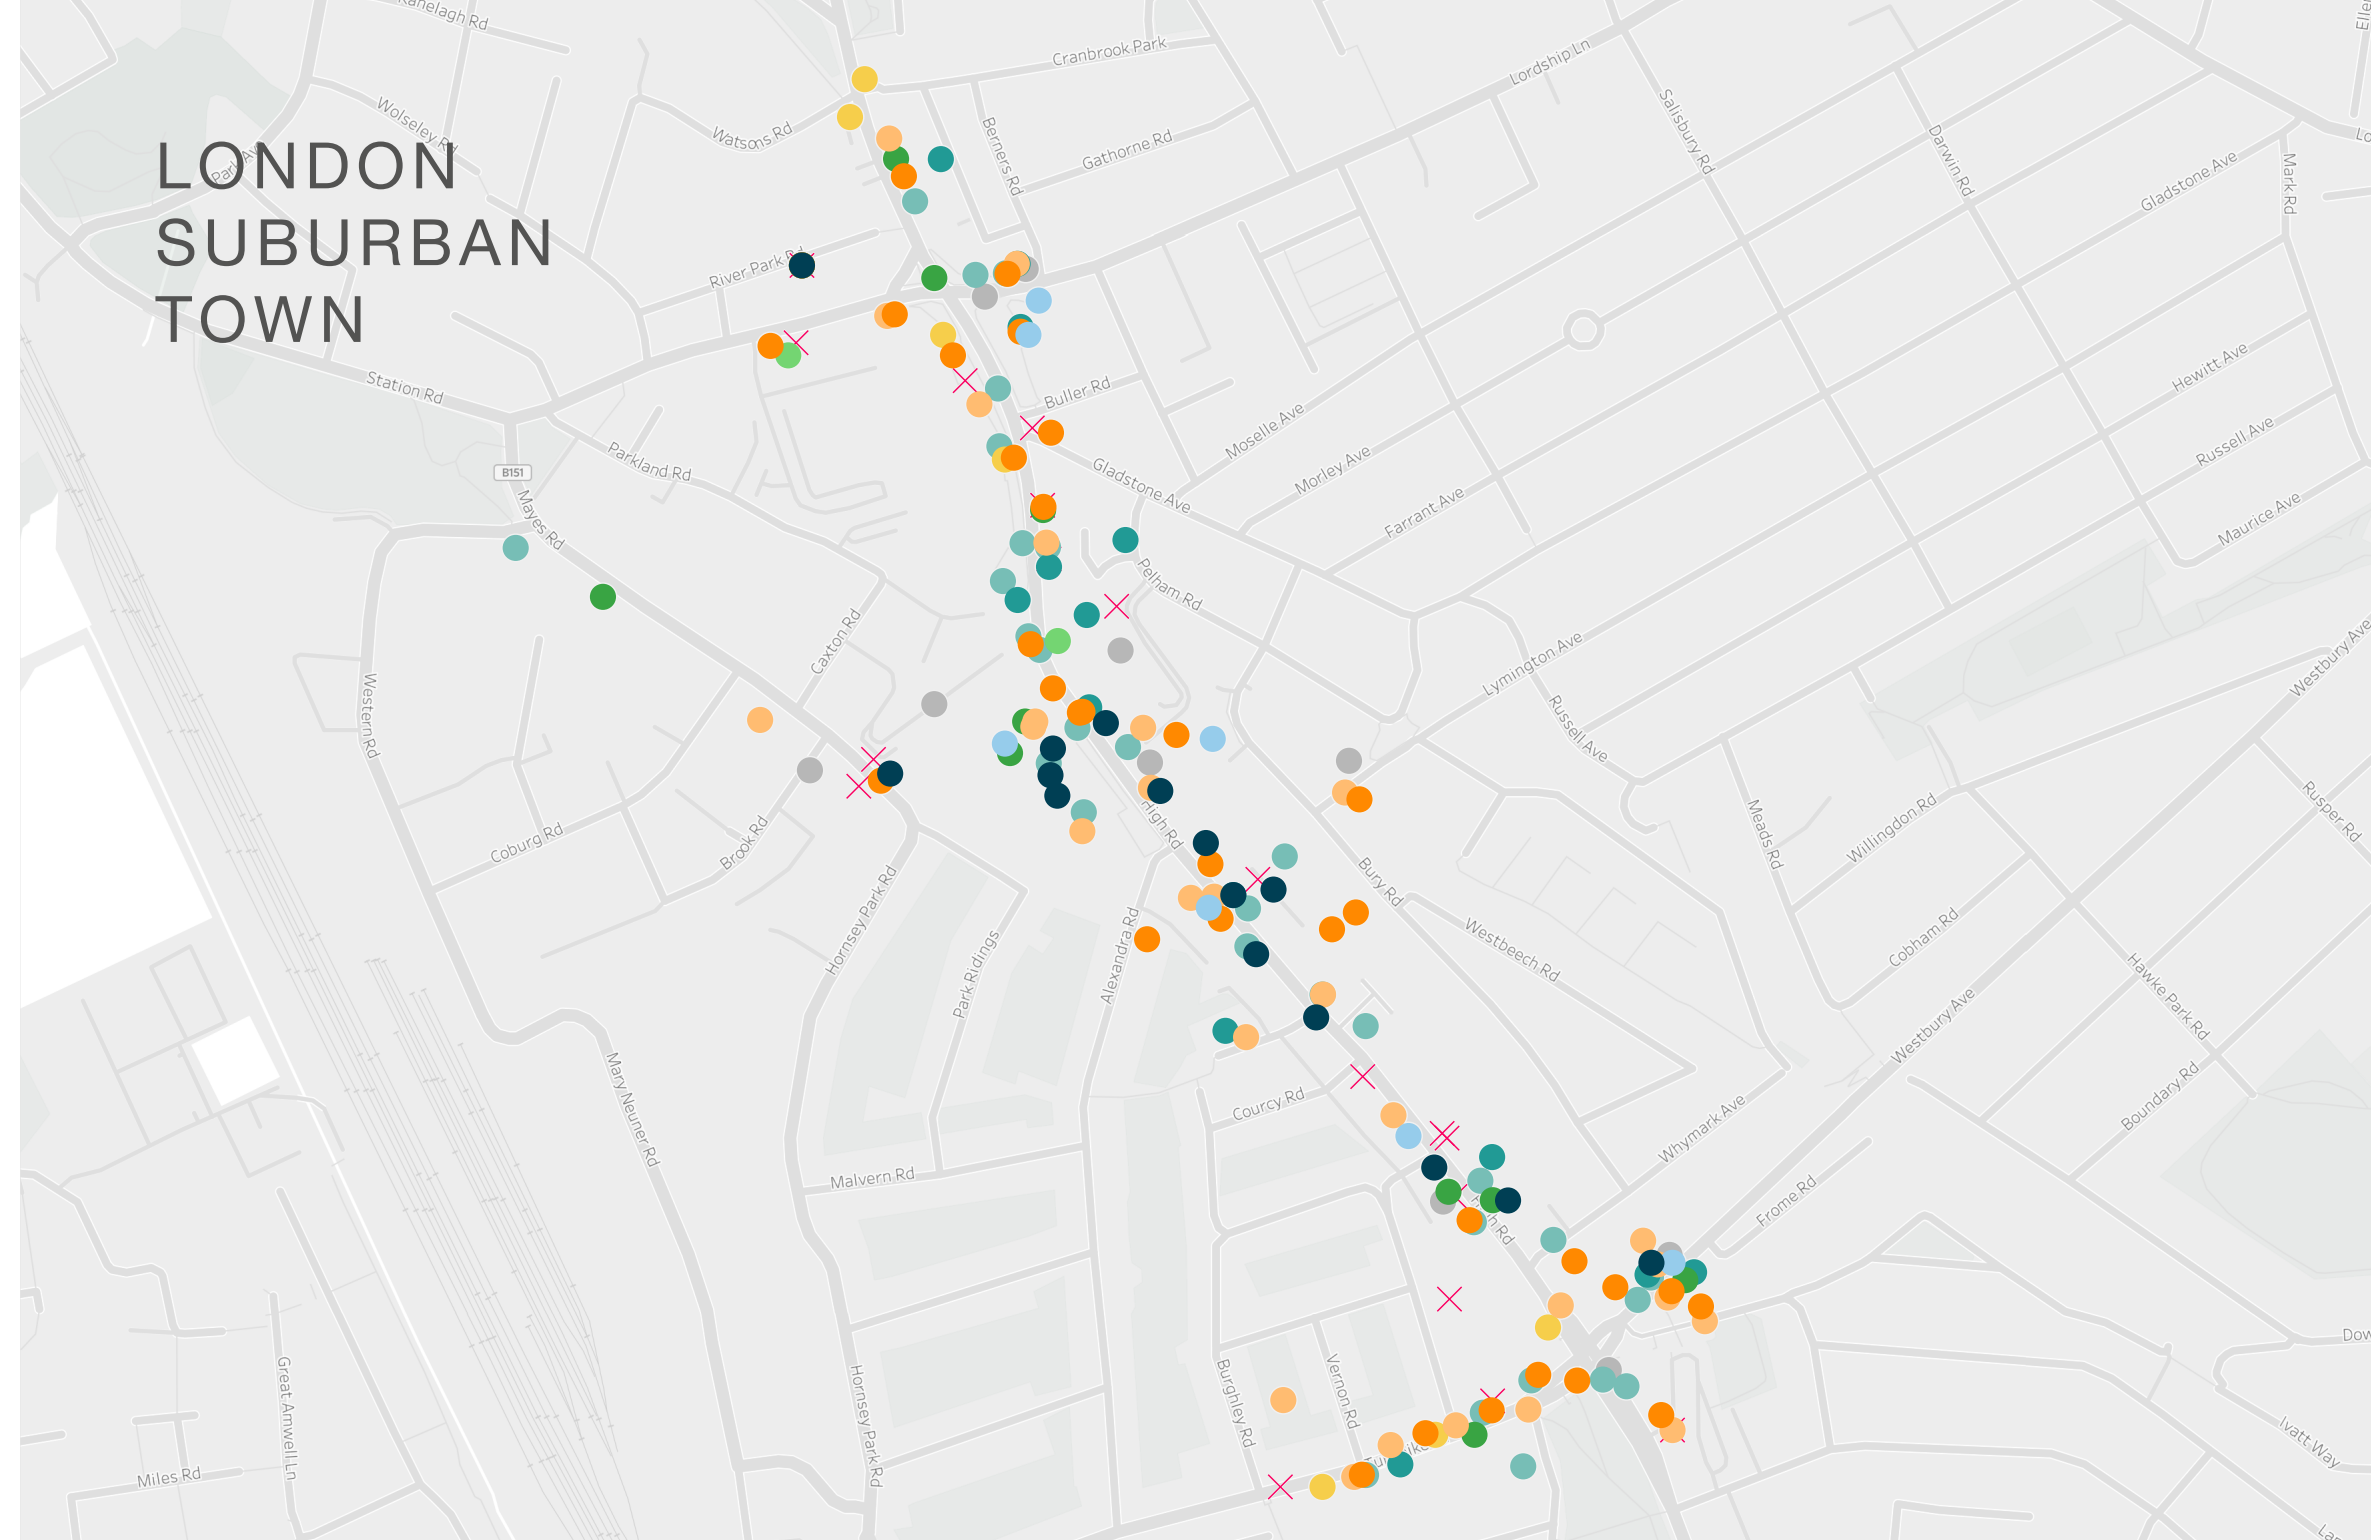 Ranelagh Rd
Cranbrook Park
Lordship Ln
Wolseley Rd
Watsons Rd
Berners Rd
Gathorne Rd
Salisbury Rd
Darwin Rd
Gladstone Ave
Mark Rd
Park Ave
LONDON
SUBURBAN
TOWN
River Park Rd
Station Rd
Buller Rd
Moselle Ave
Hewitt Ave
Parkland Rd
B151
Gladstone Ave
Morley Ave
Russell Ave
Mayes Rd
Farrant Ave
Maurice Ave
Pelham Rd
Caxton Rd
Lymington Ave
Westbury Ave
Western Rd
Russell Ave
Coburg Rd
Brook Rd
High Rd
Meads Rd
Willingdon Rd
Rusper Rd
Bury Rd
Hornsey Park Rd
Park Ridings
Alexandra Rd
Westbeech Rd
Cobham Rd
Hawke Park Rd
Westbury Ave
Mary Neuner Rd
Courcy Rd
Whymark Ave
Boundary Rd
Malvern Rd
High Rd
Frome Rd
Great Amwell Ln
Hornsey Park Rd
Burghley Rd
Vernon Rd
Ivatt Way
Miles Rd